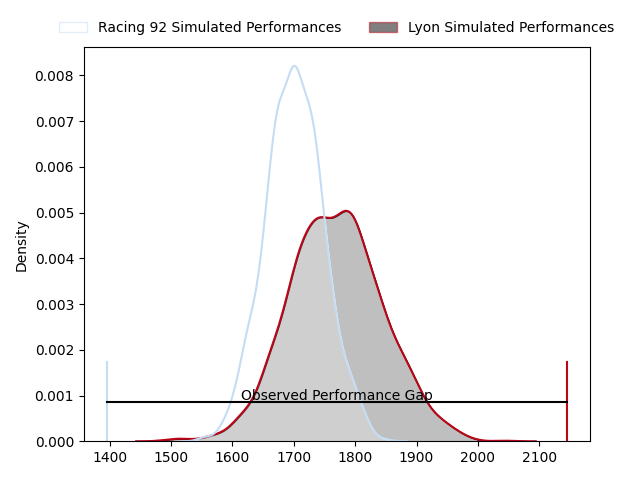 Racing 92 Simulated Performances Lyon Simulated Performances
0.008
0.007
0.006
0.005
0.004
0.003
0.002
0.001
0.000
Density
Observed Performance Gap
1400 1500 1600 1700 1800 1900 2000 2100